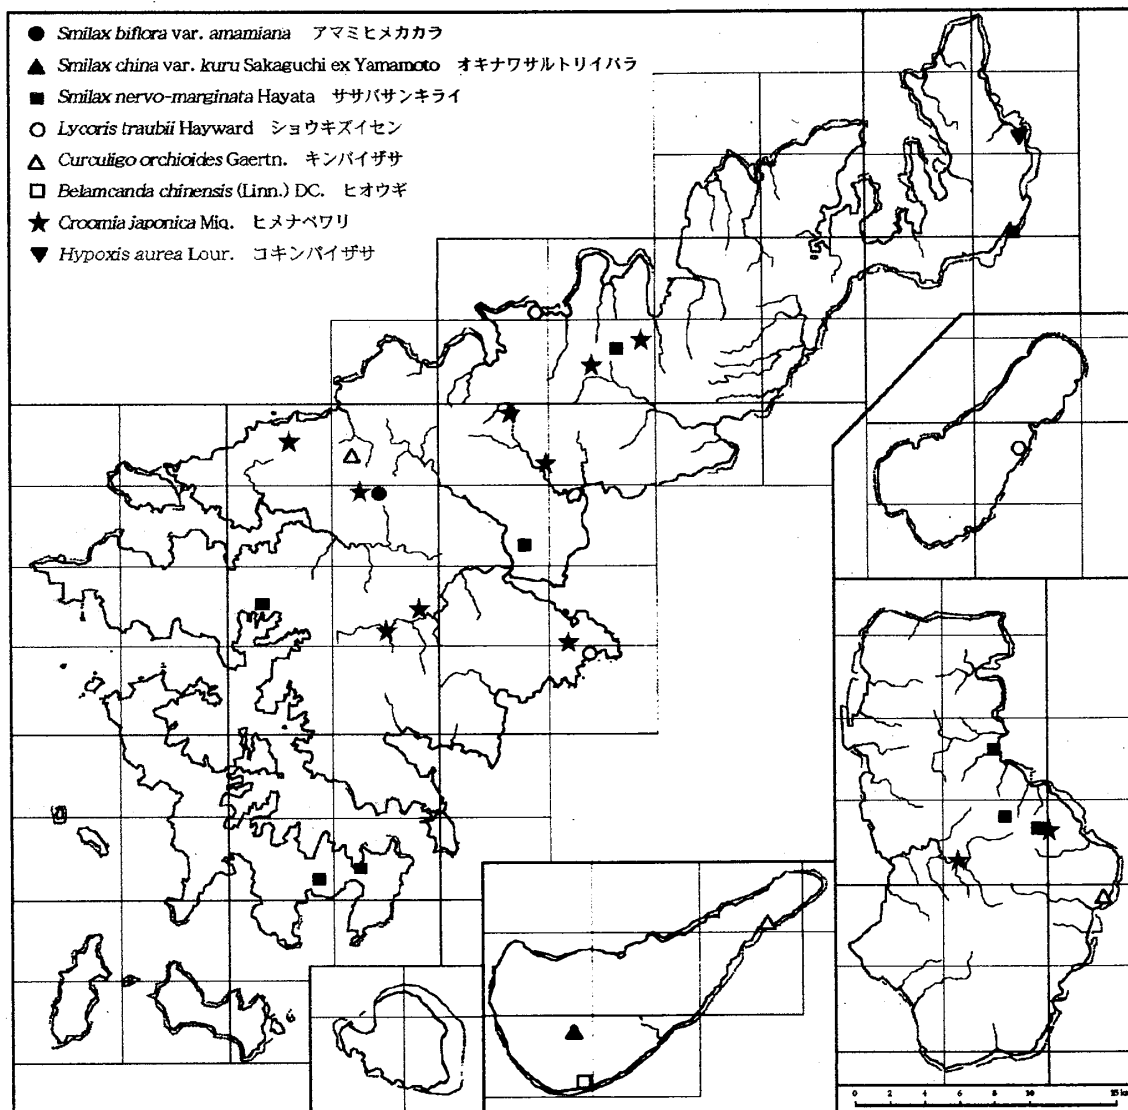 ● Smilax biflora var. amamiana アマミヒメカカラ
▲ Smilax china var. kuru Sakaguchi ex Yamamoto オキナワサルトリイバラ
■ Smilax nervo-marginata Hayata ササバサンキライ
○ Lycoris traubii Hayward ショウキズイセン
△ Curculigo orchioides Gaertn. キンバイザサ
□ Belamcanda chinensis (Linn.) DC. ヒオウギ
★ Croomia japonica Miq. ヒメナベワリ
▼ Hypoxis aurea Lour. コキンバイザサ
0 2 4 6 8 10 15 km